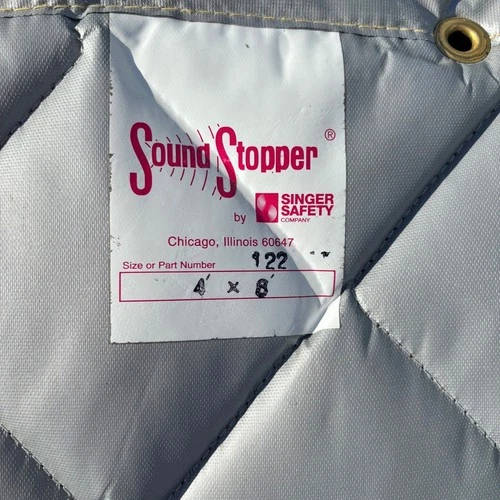 Sound Stopper®
by SINGER
SAFETY
COMPANY
Chicago, Illinois 60647
Size or Part Number 122
4' x 8'